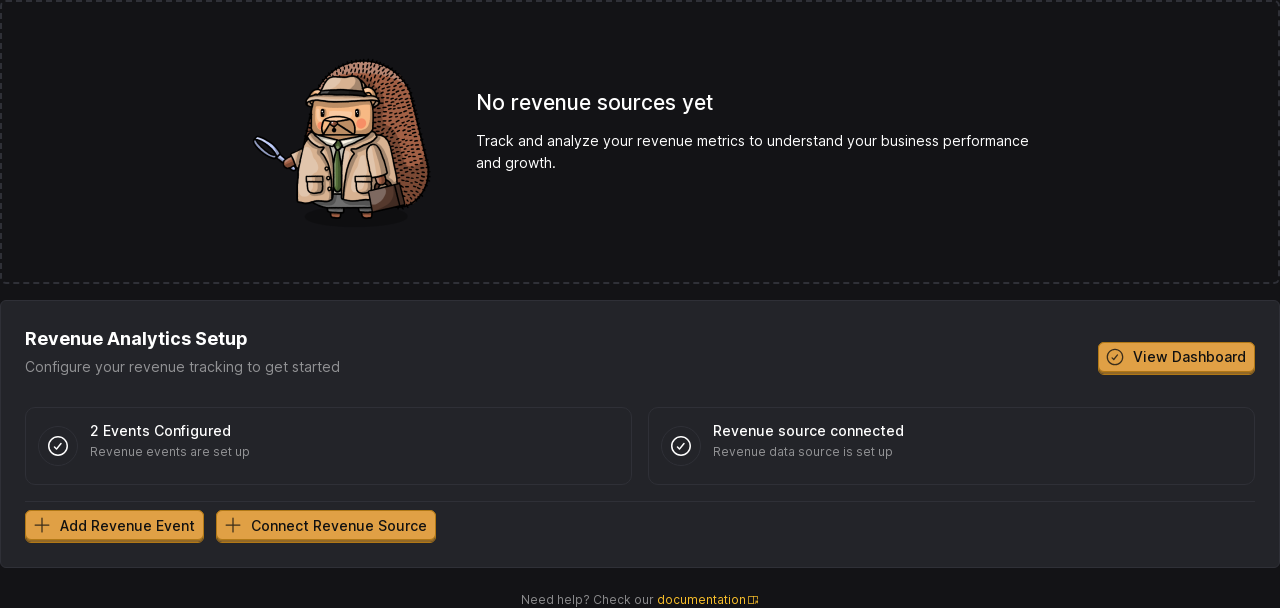 No revenue sources yet
Track and analyze your revenue metrics to understand your business performance
and growth.
Revenue Analytics Setup
Configure your revenue tracking to get started
View Dashboard
2 Events Configured
Revenue events are set up
Revenue source connected
Revenue data source is set up
Add Revenue Event
Connect Revenue Source
Need help? Check our documentation